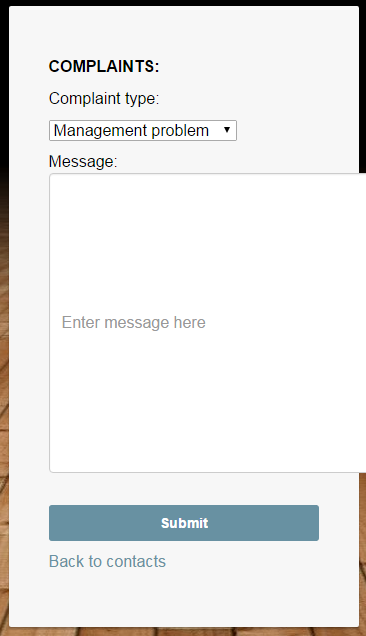 COMPLAINTS:
Complaint type:
Management problem
Message:
Enter message here
Submit
Back to contacts